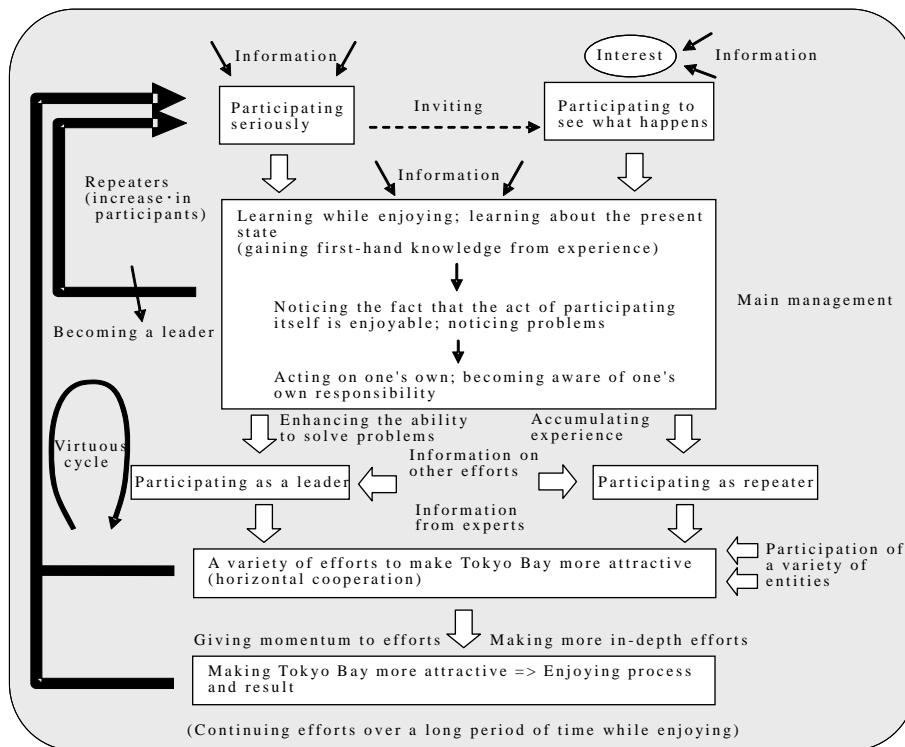 Information
Interest
Information
Participating
seriously
Inviting
Participating to
see what happens
Information
Repeaters
(increase·in
participants)
Learning while enjoying; learning about the present
state
(gaining first-hand knowledge from experience)
Noticing the fact that the act of participating
itself is enjoyable; noticing problems
Main management
Becoming a leader
Acting on one's own; becoming aware of one's
own responsibility
Enhancing the ability
to solve problems
Accumulating
experience
Virtuous
cycle
Information on
other efforts
Participating as a leader
Participating as repeater
Information
from experts
A variety of efforts to make Tokyo Bay more attractive
(horizontal cooperation)
Participation of
a variety of
entities
Giving momentum to efforts
Making more in-depth efforts
Making Tokyo Bay more attractive => Enjoying process
and result
(Continuing efforts over a long period of time while enjoying)